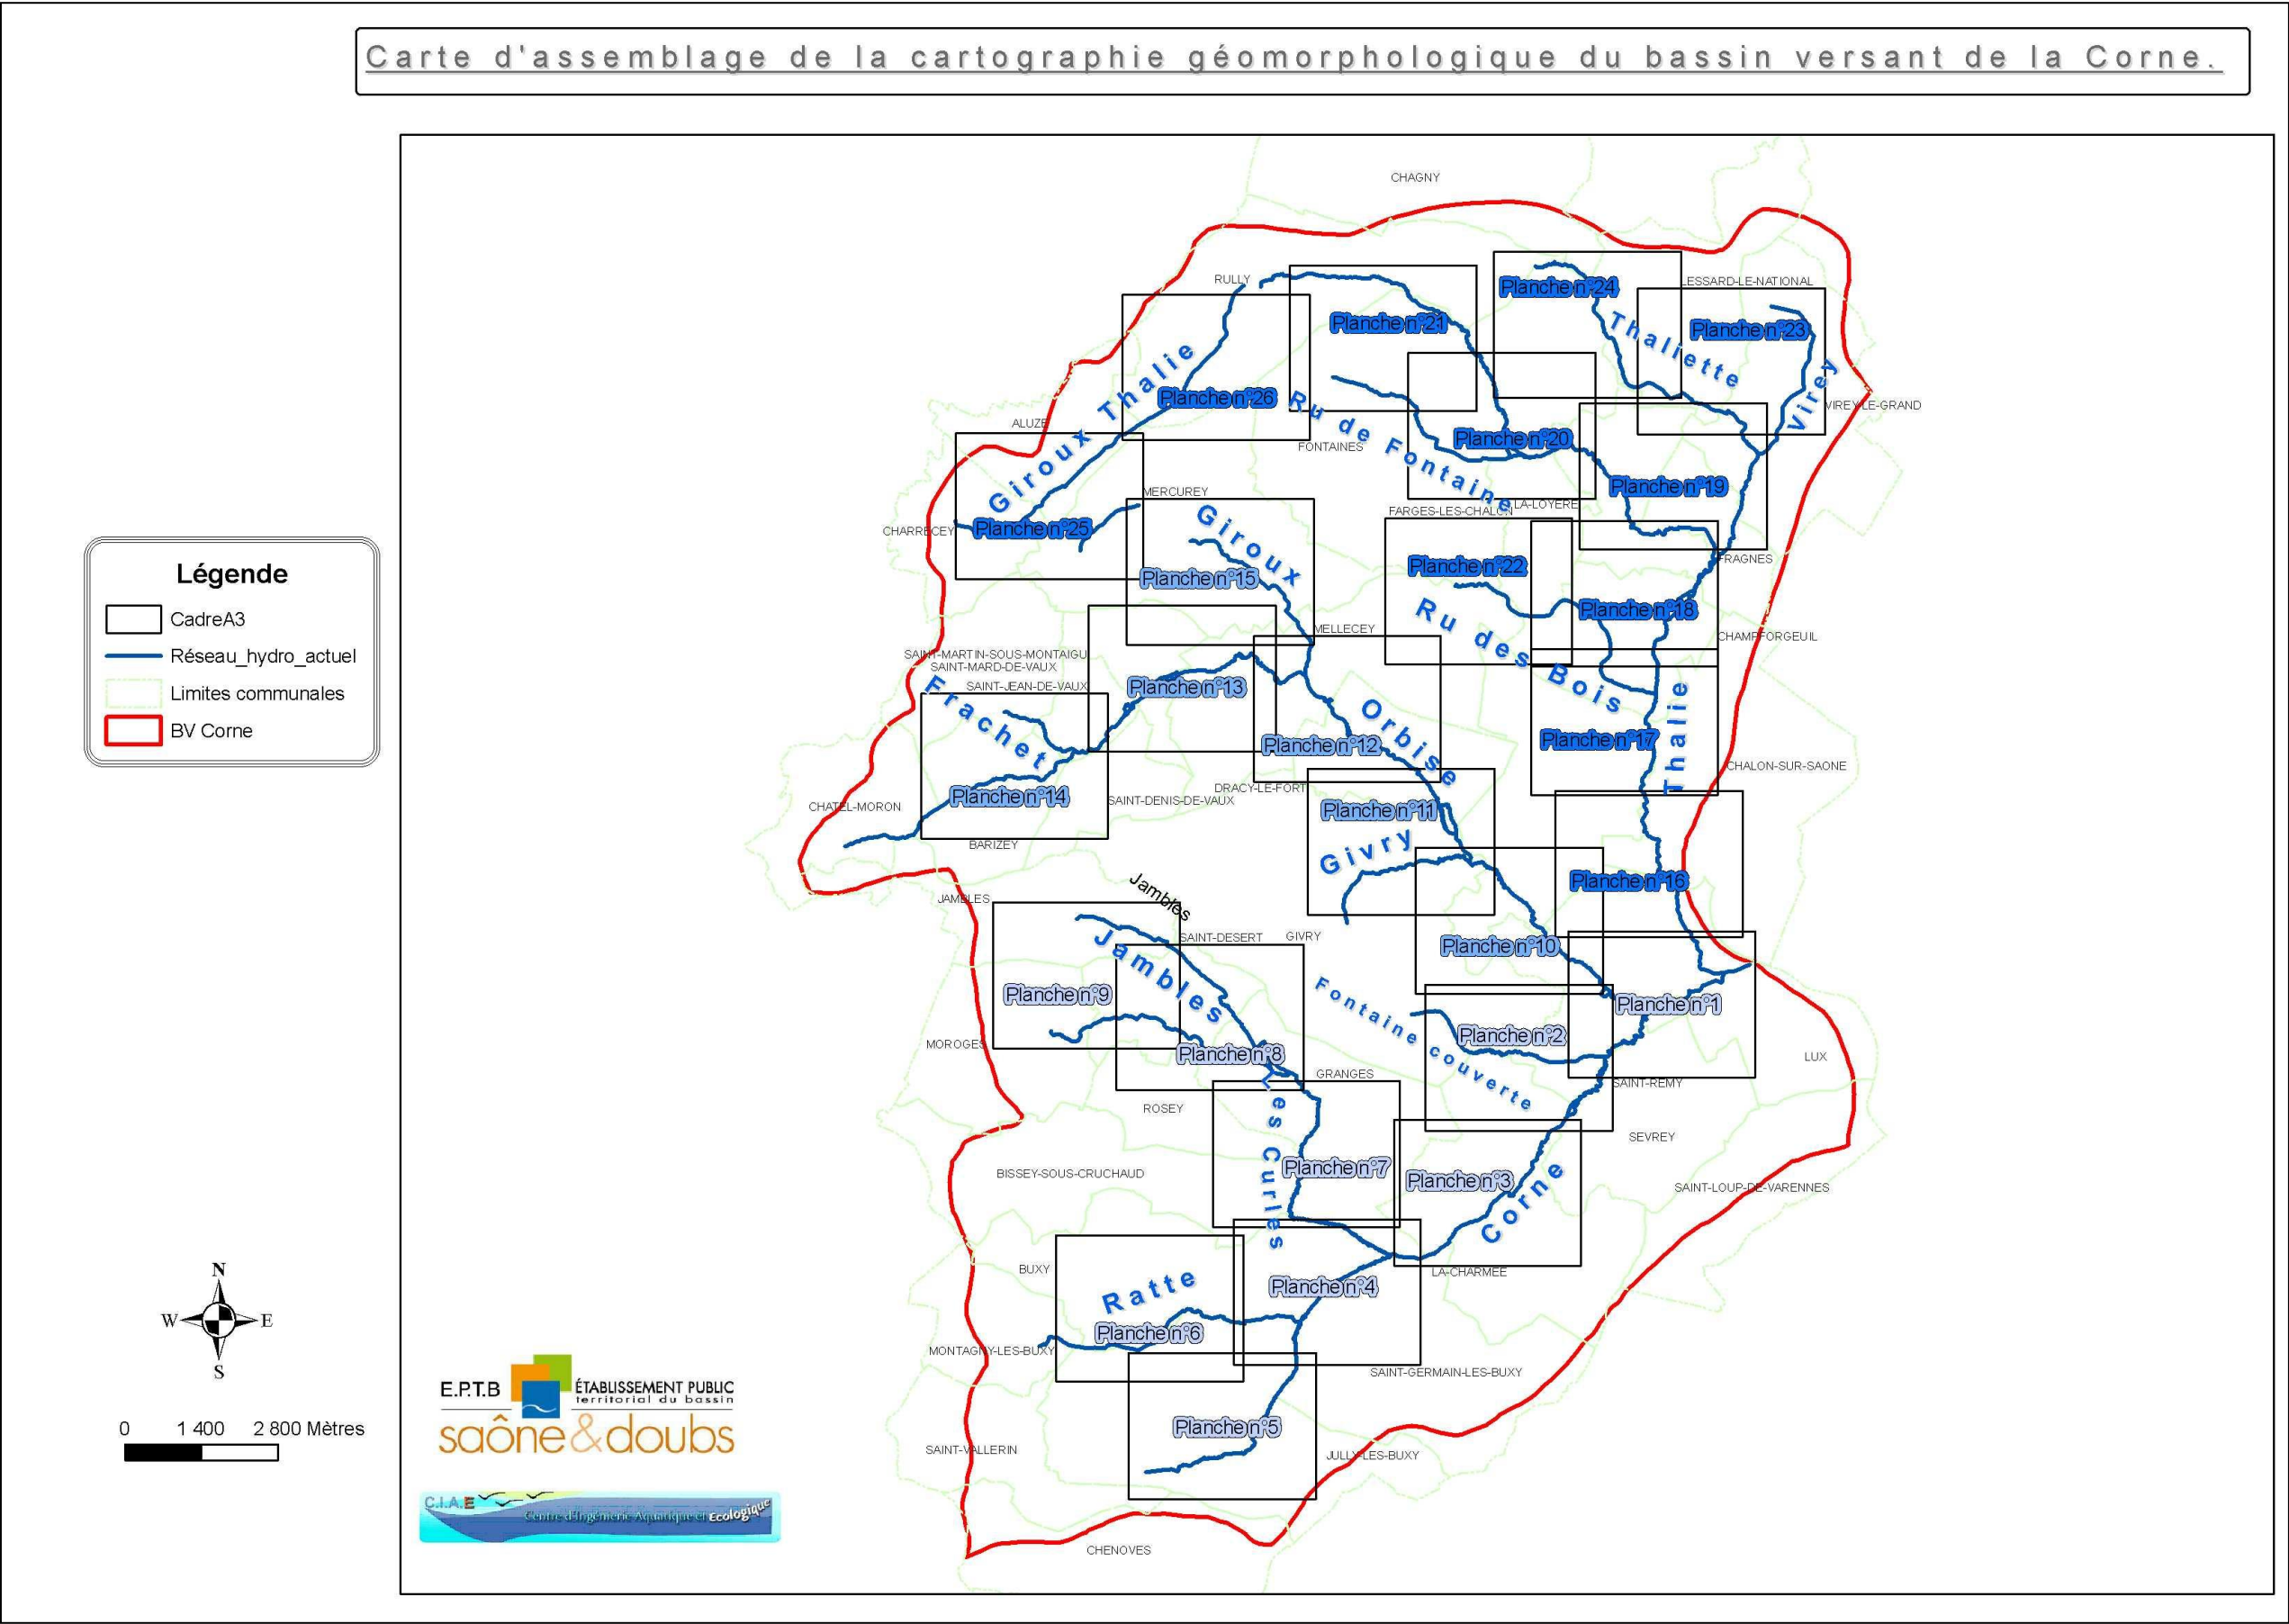 Carte d'assemblage de la cartographie géomorphologique du bassin versant de la Corne.
CHAGNY
RULLY
LESSARD-LE-NATIONAL
Planche n°24
Planche n°21
Planche n°23
Thaliette
Virey
Giroux Thalie
Planche n°26
Ru de Fontaine
VIREY-LE-GRAND
ALUZE
FONTAINES
Planche n°20
MERCUREY
Planche n°19
LA-LOYERE
FARGES-LES-CHALON
CHARRECEY
Planche n°25
Giroux
FRAGNES
Planche n°22
Planche n°15
Planche n°18
Ru des Bois
MELLECEY
CHAMPFORGEUIL
SAINT-MARTIN-SOUS-MONTAIGU
SAINT-MARD-DE-VAUX
SAINT-JEAN-DE-VAUX
Planche n°13
Frachet
Orbise
Planche n°12
Planche n°17
Thalie
CHALON-SUR-SAONE
DRACY-LE-FORT
Planche n°14
SAINT-DENIS-DE-VAUX
CHATEL-MORON
Planche n°11
BARIZEY
Givry
Planche n°16
Jambles
JAMBLES
SAINT-DESERT
GIVRY
Planche n°10
Jambles
Planche n°9
Fontaine couverte
Planche n°1
Planche n°2
MOROGES
Planche n°8
LUX
GRANGES
SAINT-REMY
Les Curles
ROSEY
SEVREY
BISSEY-SOUS-CRUCHAUD
Planche n°7
Planche n°3
SAINT-LOUP-DE-VARENNES
Corne
BUXY
LA-CHARMEE
Ratte
Planche n°4
Planche n°6
MONTAGNY-LES-BUXY
SAINT-GERMAIN-LES-BUXY
Planche n°5
SAINT-VALLERIN
JULLY-LES-BUXY
CHENOVES
Légende
CadreA3
Réseau_hydro_actuel
Limites communales
BV Corne
N
W
E
S
0 1 400 2 800 Mètres
E.P.T.B
ÉTABLISSEMENT PUBLIC
territorial du bassin
saône & doubs
C.I.A.E
Centre d'Ingénierie Aquatique et Ecologique